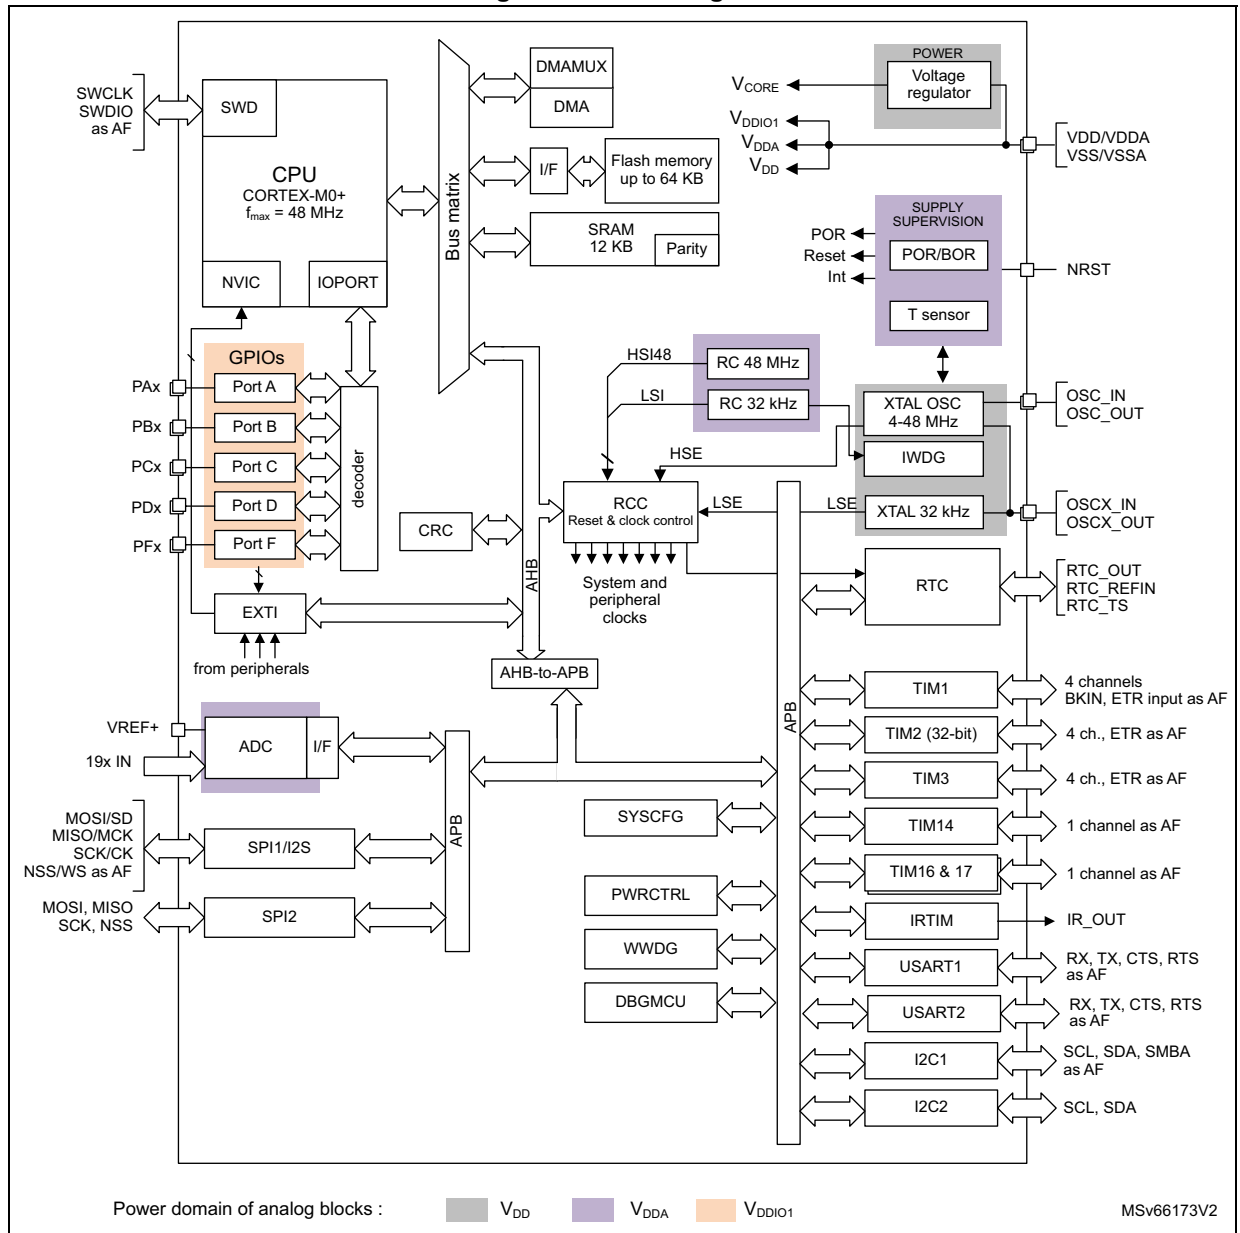 POWER
Voltage
regulator
VCORE
VDDIO1
VDDA
VDD
VDD/VDDA
VSS/VSSA
SWCLK
SWDIO
as AF
SWD
CPU
CORTEX-M0+
fmax = 48 MHz
NVIC
IOPORT
Bus matrix
DMAMUX
DMA
I/F
Flash memory
up to 64 KB
SRAM
12 KB
Parity
SUPPLY
SUPERVISION
POR
Reset
Int
POR/BOR
T sensor
NRST
GPIOs
PAx
Port A
PBx
Port B
PCx
Port C
PDx
Port D
PFx
Port F
decoder
HSI48
RC 48 MHz
LSI
RC 32 kHz
XTAL OSC
4-48 MHz
OSC_IN
OSC_OUT
HSE
IWDG
RCC
Reset & clock control
LSE
LSE
XTAL 32 kHz
OSCX_IN
OSCX_OUT
CRC
AHB
System and
peripheral
clocks
RTC
RTC_OUT
RTC_REFIN
RTC_TS
EXTI
from peripherals
AHB-to-APB
VREF+
ADC
I/F
19x IN
APB
APB
MOSI/SD
MISO/MCK
SCK/CK
NSS/WS as AF
SPI1/I2S
MOSI, MISO
SCK, NSS
SPI2
SYSCFG
PWRCTRL
WWDG
DBGMCU
TIM1
4 channels
BKIN, ETR input as AF
TIM2 (32-bit)
4 ch., ETR as AF
TIM3
4 ch., ETR as AF
TIM14
1 channel as AF
TIM16 & 17
1 channel as AF
IRTIM
IR_OUT
USART1
RX, TX, CTS, RTS
as AF
USART2
RX, TX, CTS, RTS
as AF
I2C1
SCL, SDA, SMBA
as AF
I2C2
SCL, SDA
Power domain of analog blocks :
VDD
VDDA
VDDIO1
MSv66173V2